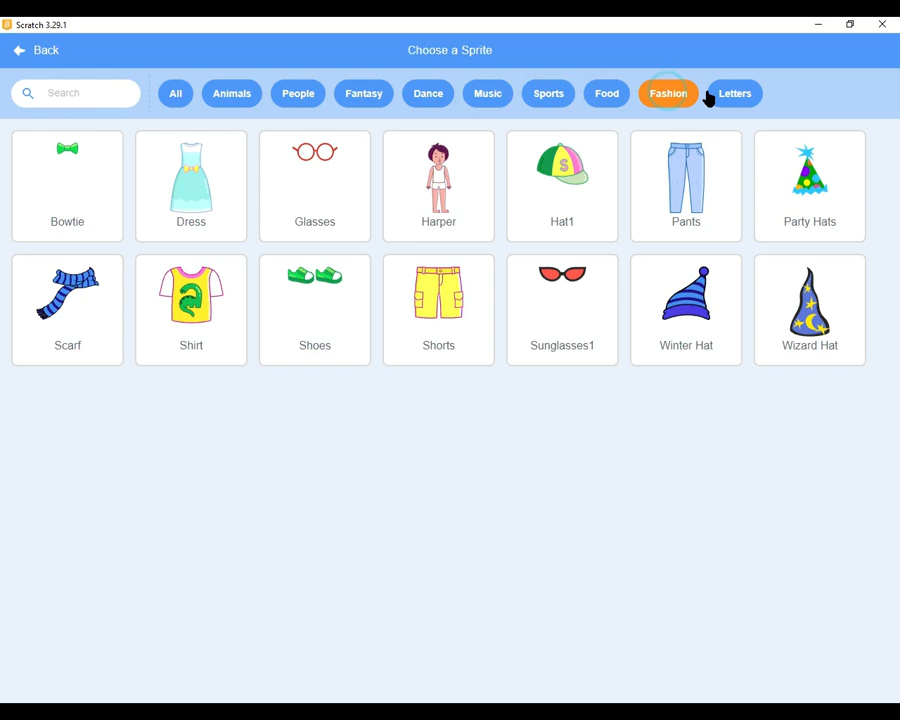 Scratch 3.29.1
Back
Choose a Sprite
Search
All
Animals
People
Fantasy
Dance
Music
Sports
Food
Fashion
Letters
Bowtie
Dress
Glasses
Harper
S
Hat1
Pants
Party Hats
Scarf
Shirt
Shoes
Shorts
Sunglasses1
Winter Hat
Wizard Hat